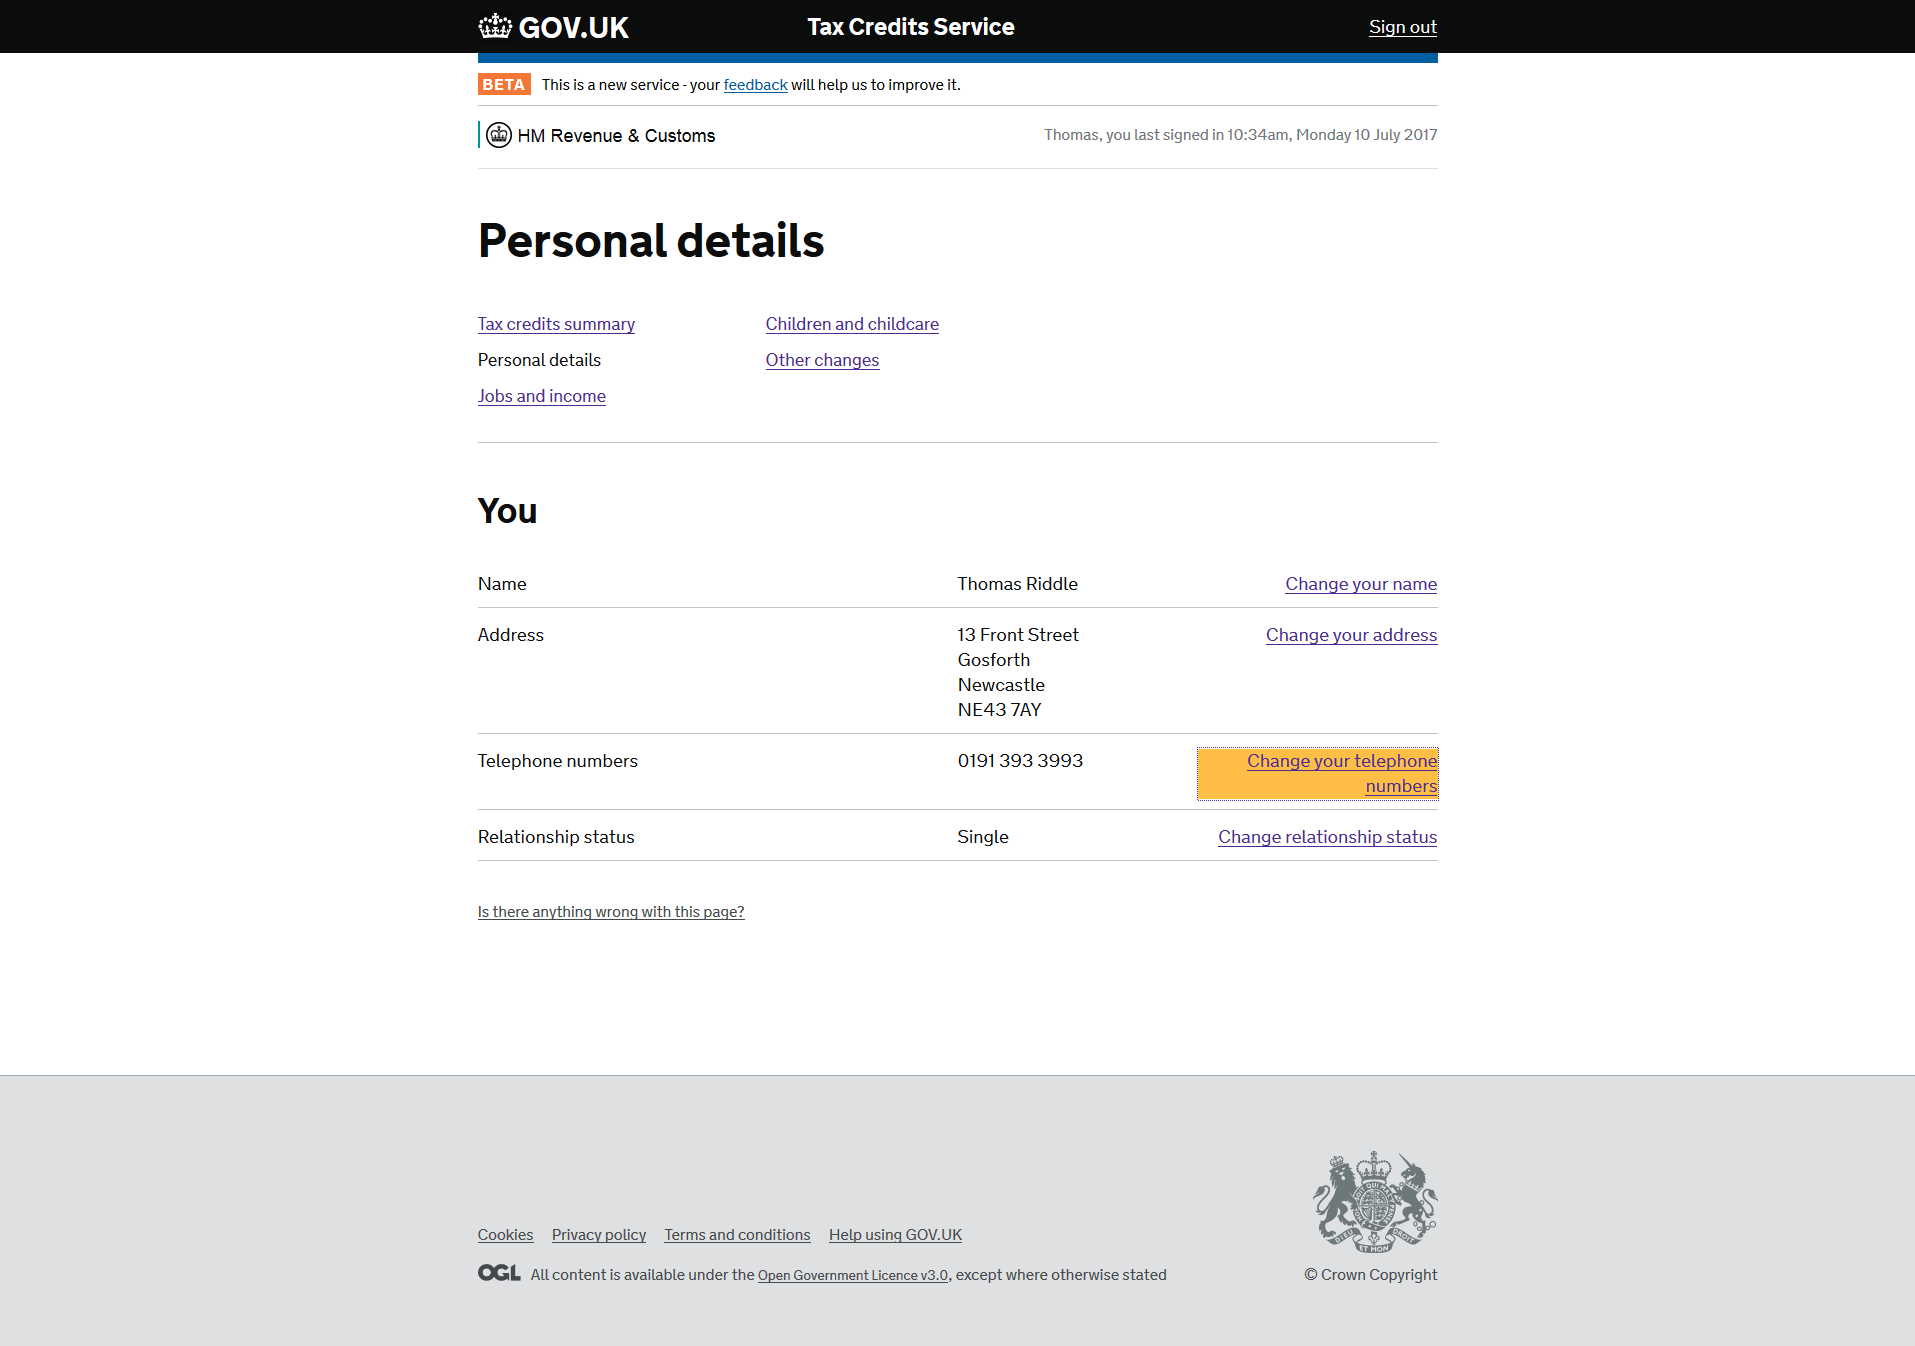 GOV.UK Tax Credits Service Sign out
BETA This is a new service - your feedback will help us to improve it.
HM Revenue & Customs Thomas, you last signed in 10:34am, Monday 10 July 2017
Personal details
Tax credits summary
Personal details
Jobs and income
Children and childcare
Other changes
You
Name Thomas Riddle Change your name
Address 13 Front Street Change your address
Gosforth
Newcastle
NE43 7AY
Telephone numbers 0191 393 3993 Change your telephone
numbers
Relationship status Single Change relationship status
Is there anything wrong with this page?
Cookies Privacy policy Terms and conditions Help using GOV.UK
OGL All content is available under the Open Government Licence v3.0, except where otherwise stated
DIEU ET MON DROIT
© Crown Copyright